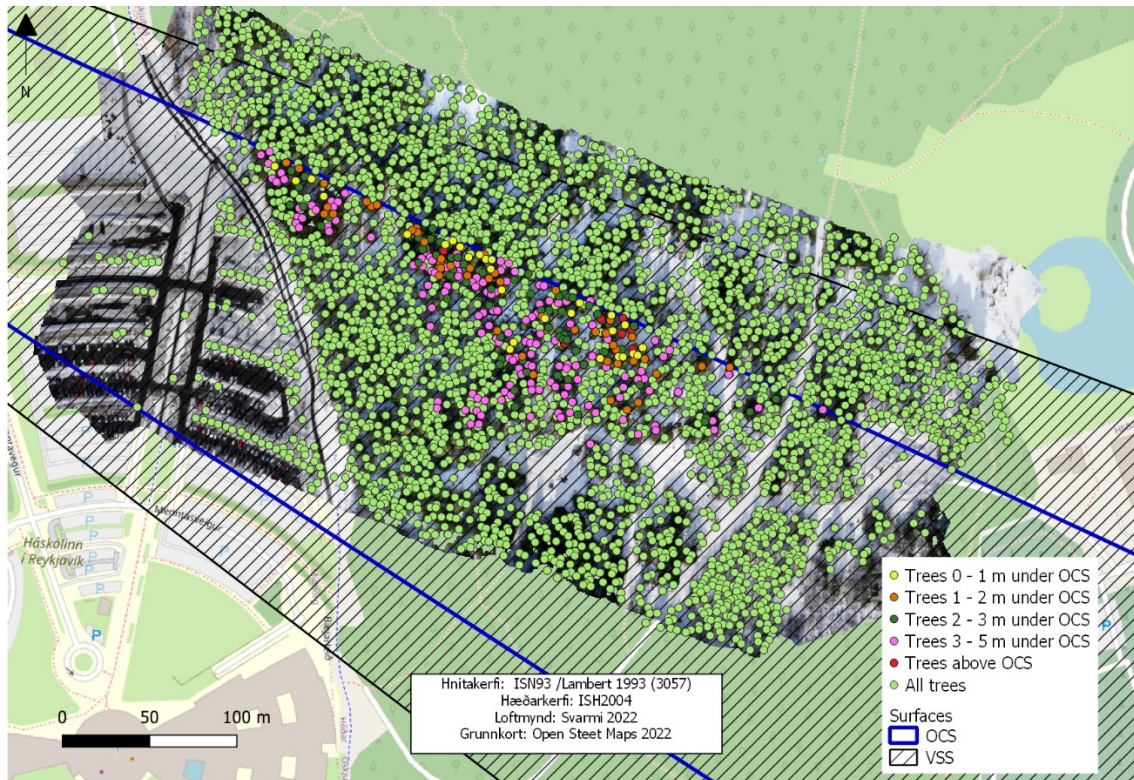 N
Háskólinn
í Reykjavík
Menntasveigur
P
P
P
P
P
0 50 100 m
Hnitakerfi: ISN93 /Lambert 1993 (3057)
Hæðarkerfi: ISH2004
Loftmynd: Svarmi 2022
Grunnkort: Open Steet Maps 2022
Trees 0 - 1 m under OCS
Trees 1 - 2 m under OCS
Trees 2 - 3 m under OCS
Trees 3 - 5 m under OCS
Trees above OCS
All trees
Surfaces
OCS
VSS